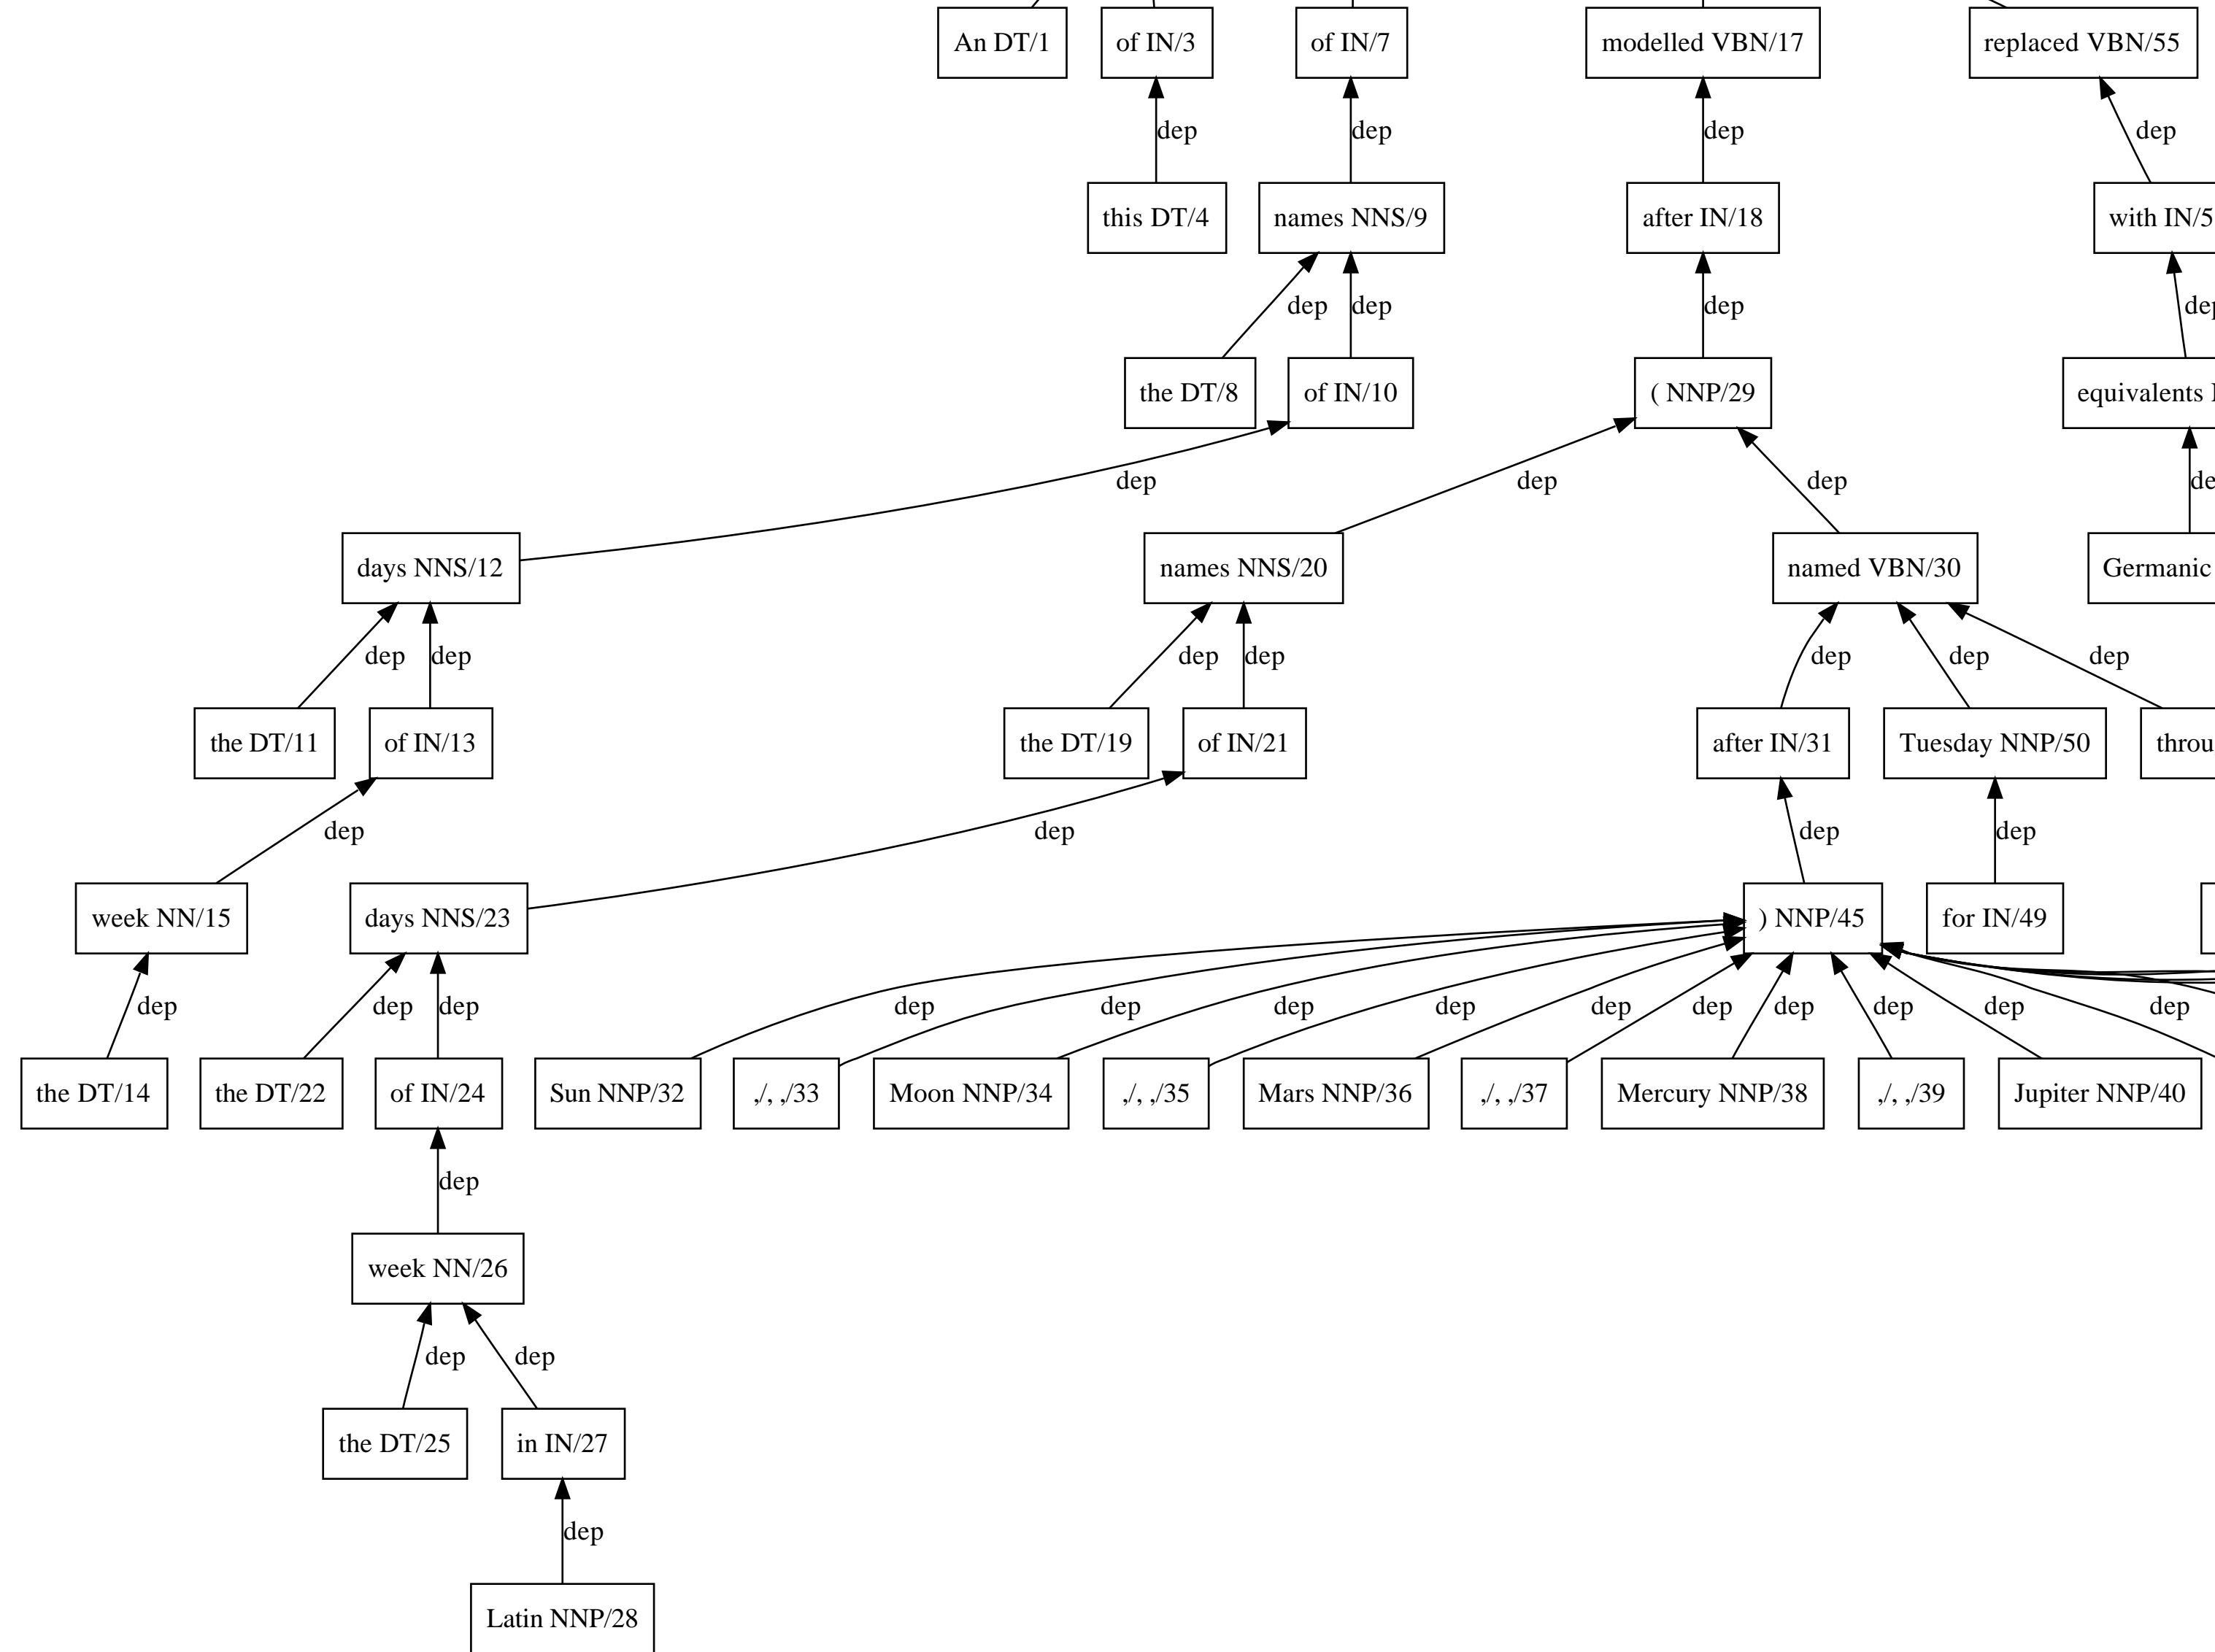 An DT/1 of IN/3 of IN/7 modelled VBN/17 replaced VBN/55
dep dep dep dep
this DT/4 names NNS/9 after IN/18 with IN/5
dep dep dep dep
the DT/8 of IN/10 ( NNP/29 equivalents
dep dep dep
days NNS/12 names NNS/20 named VBN/30 Germanic
dep dep dep dep dep dep dep
the DT/11 of IN/13 the DT/19 of IN/21 after IN/31 Tuesday NNP/50 throu
dep dep dep dep
week NN/15 days NNS/23 ) NNP/45 for IN/49
dep dep dep dep dep dep dep dep dep dep dep dep dep
the DT/14 the DT/22 of IN/24 Sun NNP/32 ,/, ,/33 Moon NNP/34 ,/, ,/35 Mars NNP/36 ,/, ,/37 Mercury NNP/38 ,/, ,/39 Jupiter NNP/40
dep
week NN/26
dep dep
the DT/25 in IN/27
dep
Latin NNP/28